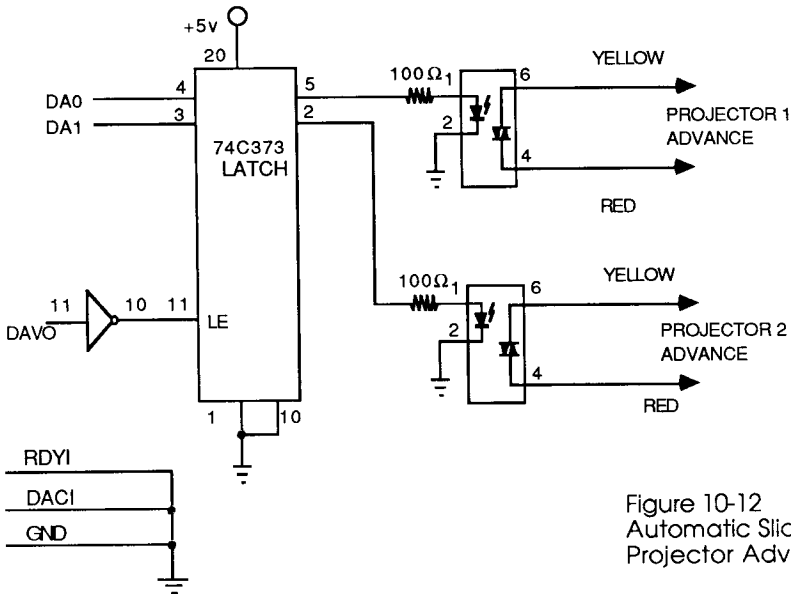 +5v
20
DA0 4
DA1 3
5
2
74C373
LATCH
100Ω 1
2
6
4
YELLOW
PROJECTOR 1
ADVANCE
RED
DAVO 11 10 11 LE
1 10
100Ω 1
2
6
4
YELLOW
PROJECTOR 2
ADVANCE
RED
RDYI
DACI
GND
Figure 10-12
Automatic
Projector